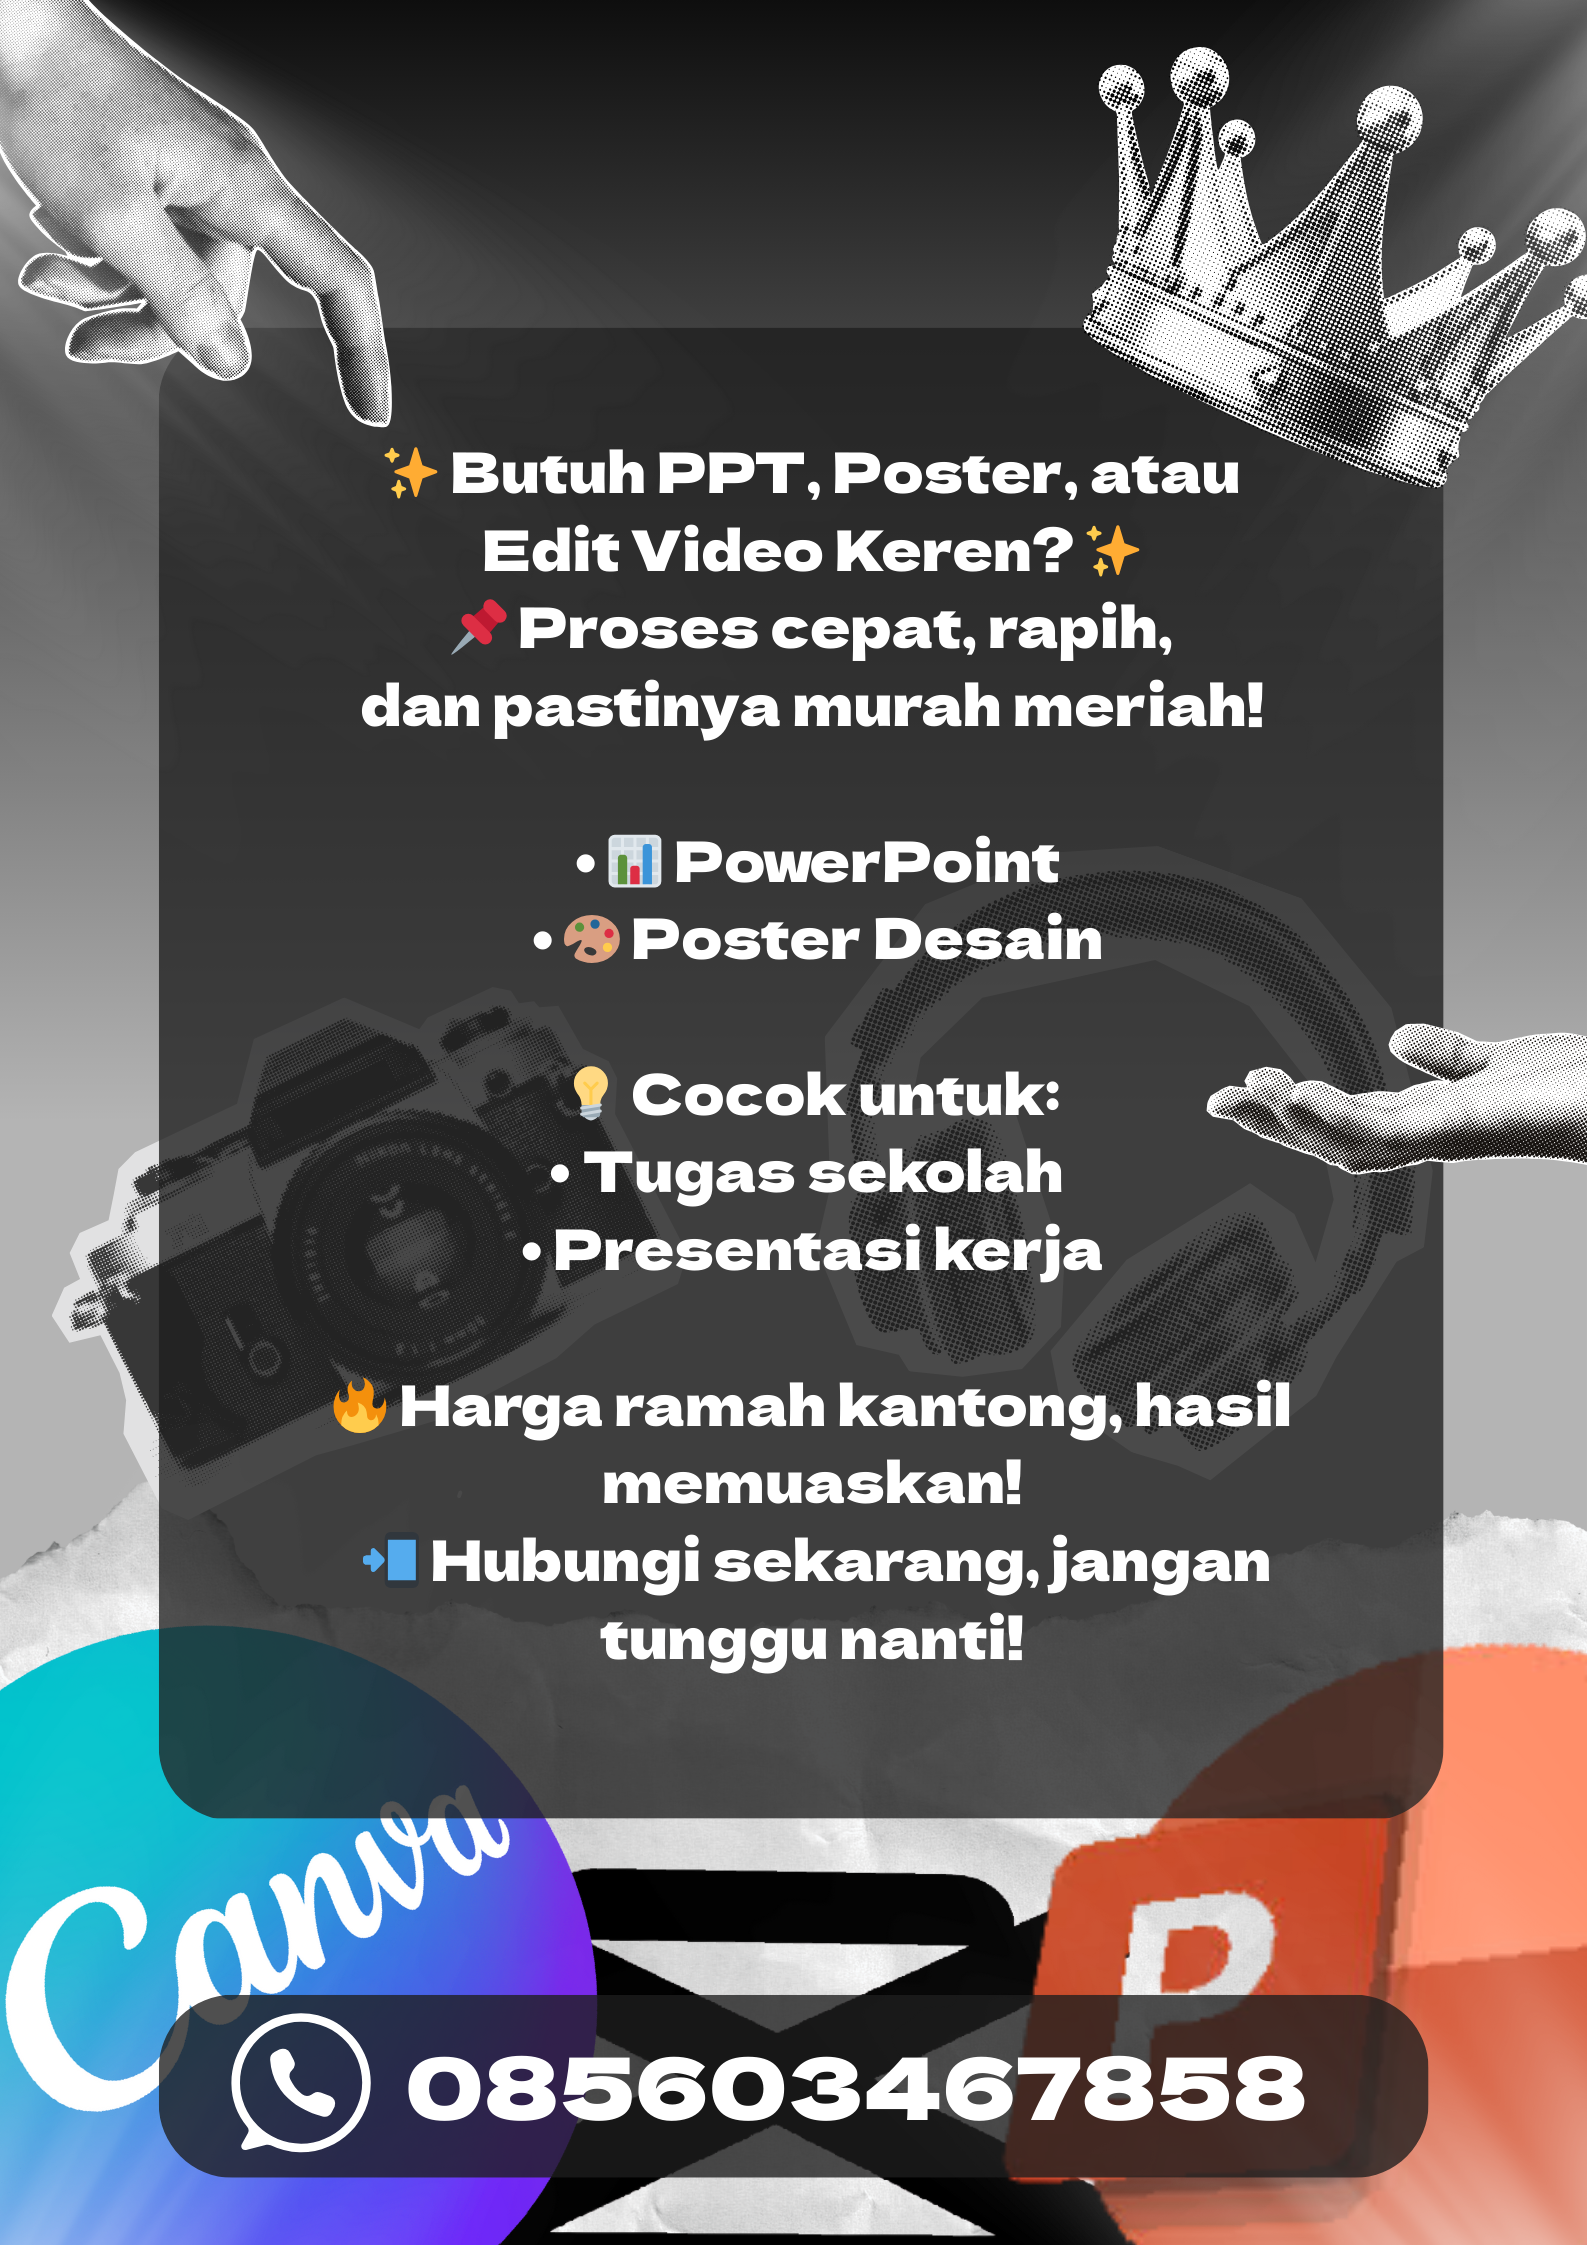 ✨ Butuh PPT, Poster, atau
Edit Video Keren? ✨
📌 Proses cepat, rapih,
dan pastinya murah meriah!
• 📊 PowerPoint
• 🎨 Poster Desain
💡 Cocok untuk:
• Tugas sekolah
• Presentasi kerja
🔥 Harga ramah kantong, hasil
memuaskan!
📲 Hubungi sekarang, jangan
tunggu nanti!
Canva
P
085603467858